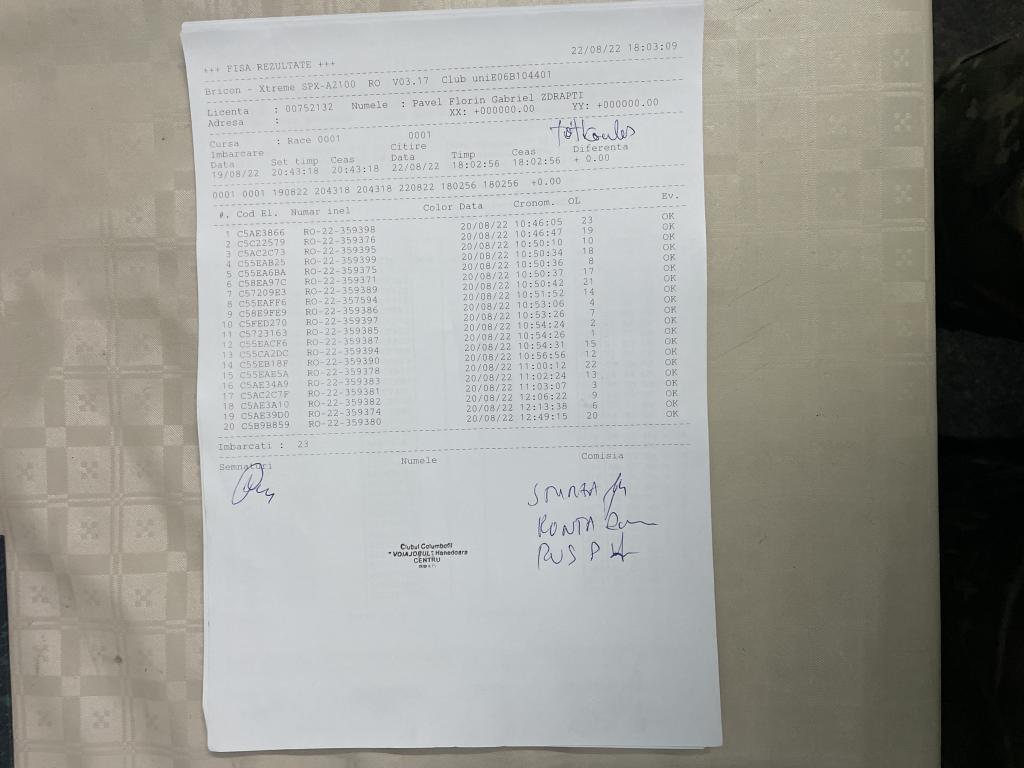 22/08/22 18:03:09
+++ FISA REZULTATE +++
Bricon - Xtreme SPX-A2100 RO V03.17 Club uniE06B104401
Licenta : 00752132 Numele : Pavel Florin Gabriel ZDRAPTI
Adresa : XX: +000000.00 YY: +000000.00
Cursa : Race 0001 0001
Imbarcare Citire
Data Set timp Ceas Data Timp Ceas Diferenta
19/08/22 20:43:18 20:43:18 22/08/22 18:02:56 18:02:56 + 0.00
0001 0001 190822 204318 204318 220822 180256 180256 +0.00
#. Cod El. Numar inel Color Data Cronom. OL Ev.
1 C5AE3866 RO-22-359398 20/08/22 10:46:05 23 OK
2 C5C22579 RO-22-359376 20/08/22 10:46:47 19 OK
3 C5AC2C73 RO-22-359395 20/08/22 10:50:10 10 OK
4 C55EAB25 RO-22-359399 20/08/22 10:50:34 18 OK
5 C55EA6BA RO-22-359375 20/08/22 10:50:36 8 OK
6 C58EA97C RO-22-359371 20/08/22 10:50:37 17 OK
7 C57209E3 RO-22-359389 20/08/22 10:50:42 21 OK
8 C55EAFF6 RO-22-357594 20/08/22 10:51:52 14 OK
9 C58E9FE9 RO-22-359386 20/08/22 10:53:06 4 OK
10 C5FED270 RO-22-359397 20/08/22 10:53:26 7 OK
11 C5723163 RO-22-359385 20/08/22 10:54:24 2 OK
12 C55EACF6 RO-22-359387 20/08/22 10:54:26 1 OK
13 C55CA2DC RO-22-359394 20/08/22 10:54:31 15 OK
14 C55EB18F RO-22-359390 20/08/22 10:56:56 12 OK
15 C55EAE5A RO-22-359378 20/08/22 11:00:12 22 OK
16 C5AE34A9 RO-22-359383 20/08/22 11:02:24 13 OK
17 C5AC2C7F RO-22-359381 20/08/22 11:03:07 3 OK
18 C5AE3A10 RO-22-359382 20/08/22 12:06:22 9 OK
19 C5AE39D0 RO-22-359374 20/08/22 12:13:38 6 OK
20 C5B9B859 RO-22-359380 20/08/22 12:49:15 20 OK
Imbarcati : 23
Semnaturi Numele Comisia
KONTA
RUS P
Clubul Columbofil
"VOIAJORUL" Hunedoara
CENTRU